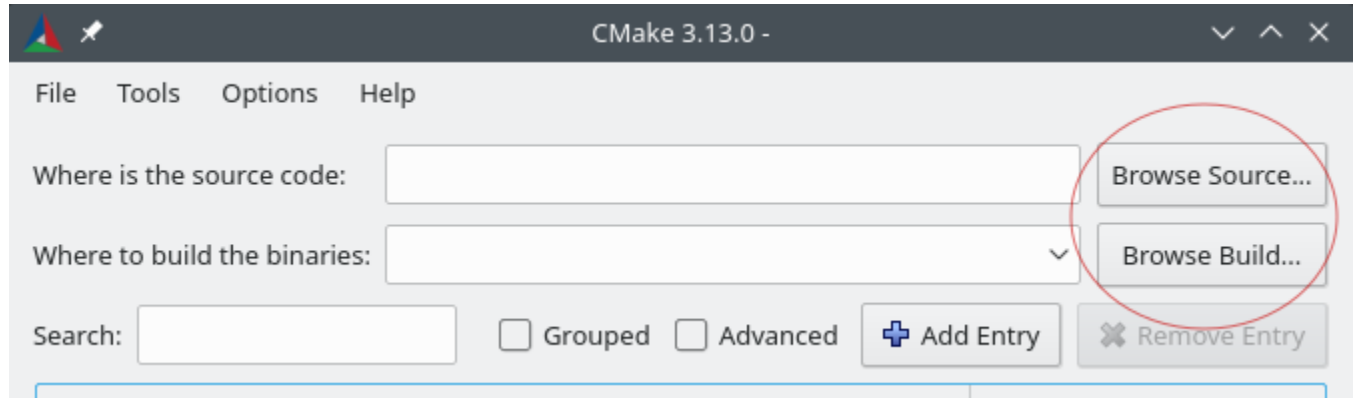 CMake 3.13.0 -
File Tools Options Help
Where is the source code: Browse Source...
Where to build the binaries: Browse Build...
Search: Grouped Advanced Add Entry Remove Entry